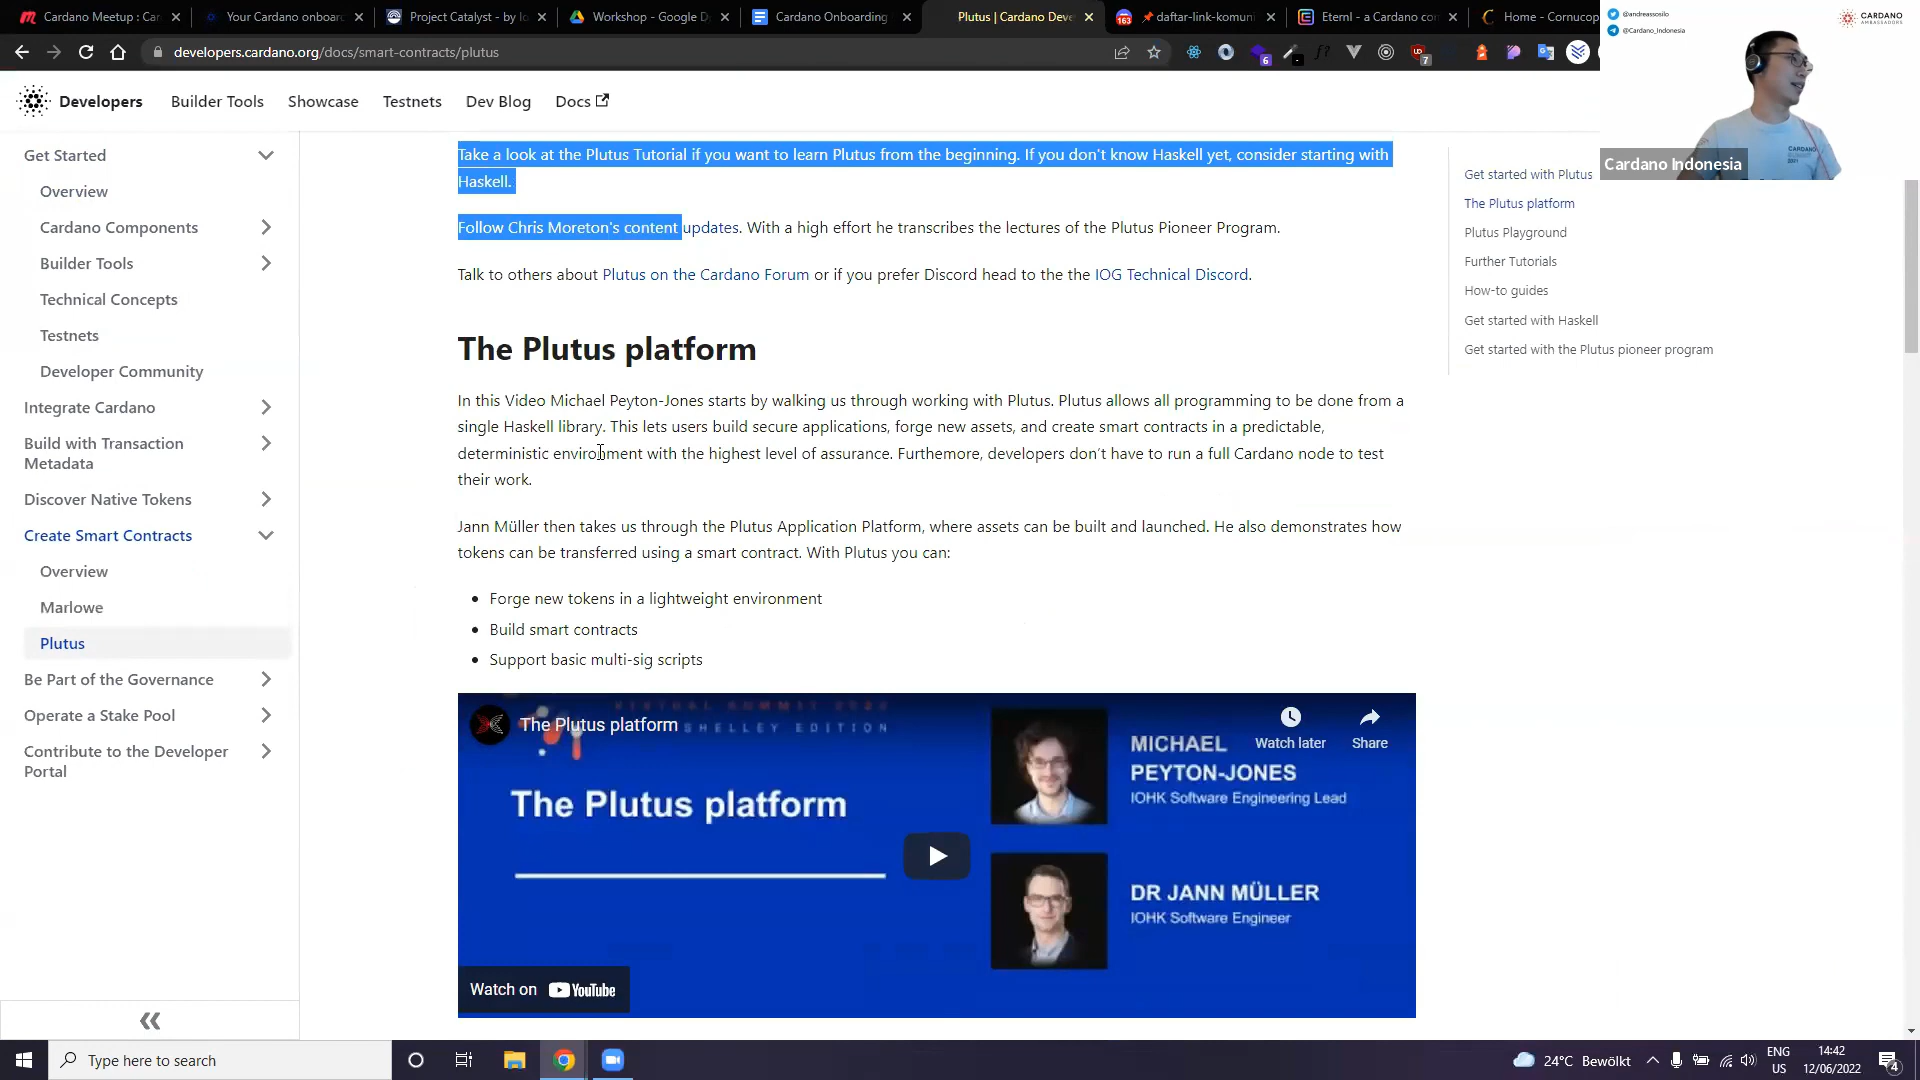 Cardano Meetup : Ca
Your Cardano onboar
Project Catalyst - by Io
Workshop - Google D
Cardano Onboarding
Plutus | Cardano Deve
daftar-link-komuni
Eternl - a Cardano con
Home - Cornucop
developers.cardano.org/docs/smart-contracts/plutus
@andreassosilo
@Cardano_Indonesia
CARDANO
AMBASSADORS
Cardano Indonesia
Developers
Builder Tools
Showcase
Testnets
Dev Blog
Docs
Get Started
Overview
Cardano Components
Builder Tools
Technical Concepts
Testnets
Developer Community
Integrate Cardano
Build with Transaction
Metadata
Discover Native Tokens
Create Smart Contracts
Overview
Marlowe
Plutus
Be Part of the Governance
Operate a Stake Pool
Contribute to the Developer
Portal
Take a look at the Plutus Tutorial if you want to learn Plutus from the beginning. If you don't know Haskell yet, consider starting with
Haskell.
Follow Chris Moreton's content updates. With a high effort he transcribes the lectures of the Plutus Pioneer Program.
Talk to others about Plutus on the Cardano Forum or if you prefer Discord head to the the IOG Technical Discord.
The Plutus platform
In this Video Michael Peyton-Jones starts by walking us through working with Plutus. Plutus allows all programming to be done from a
single Haskell library. This lets users build secure applications, forge new assets, and create smart contracts in a predictable,
deterministic environment with the highest level of assurance. Furthermore, developers don't have to run a full Cardano node to test
their work.
Jann Müller then takes us through the Plutus Application Platform, where assets can be built and launched. He also demonstrates how
tokens can be transferred using a smart contract. With Plutus you can:
Forge new tokens in a lightweight environment
Build smart contracts
Support basic multi-sig scripts
The Plutus platform
SHELLEY EDITION
Watch later
Share
The Plutus platform
MICHAEL
PEYTON-JONES
IOHK Software Engineering Lead
DR JANN MÜLLER
IOHK Software Engineer
Watch on YouTube
Get started with Plutus
The Plutus platform
Plutus Playground
Further Tutorials
How-to guides
Get started with Haskell
Get started with the Plutus pioneer program
Type here to search
24°C Bewölkt
ENG
US
14:42
12/06/2022
4